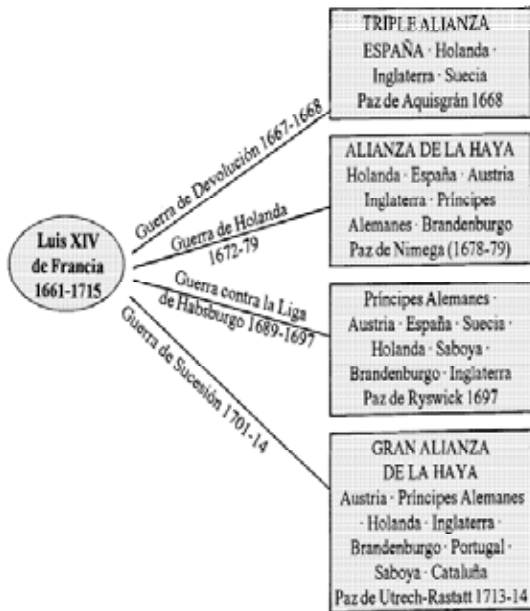 Luis XIV
de Francia
1661-1715
Guerra de Devolución 1667-1668
TRIPLE ALIANZA
ESPAÑA · Holanda ·
Inglaterra · Suecia
Paz de Aquisgrán 1668
Guerra de Holanda
1672-79
ALIANZA DE LA HAYA
Holanda · España · Austria
Inglaterra · Príncipes
Alemanes · Brandenburgo
Paz de Nimega (1678-79)
Guerra contra la Liga
de Habsburgo 1689-1697
Príncipes Alemanes ·
Austria · España · Suecia ·
Holanda · Saboya ·
Brandenburgo · Inglaterra
Paz de Ryswick 1697
Guerra de Sucesión 1701-14
GRAN ALIANZA
DE LA HAYA
Austria · Príncipes Alemanes
· Holanda · Inglaterra ·
Brandenburgo · Portugal ·
Saboya · Cataluña
Paz de Utrech-Rastatt 1713-14